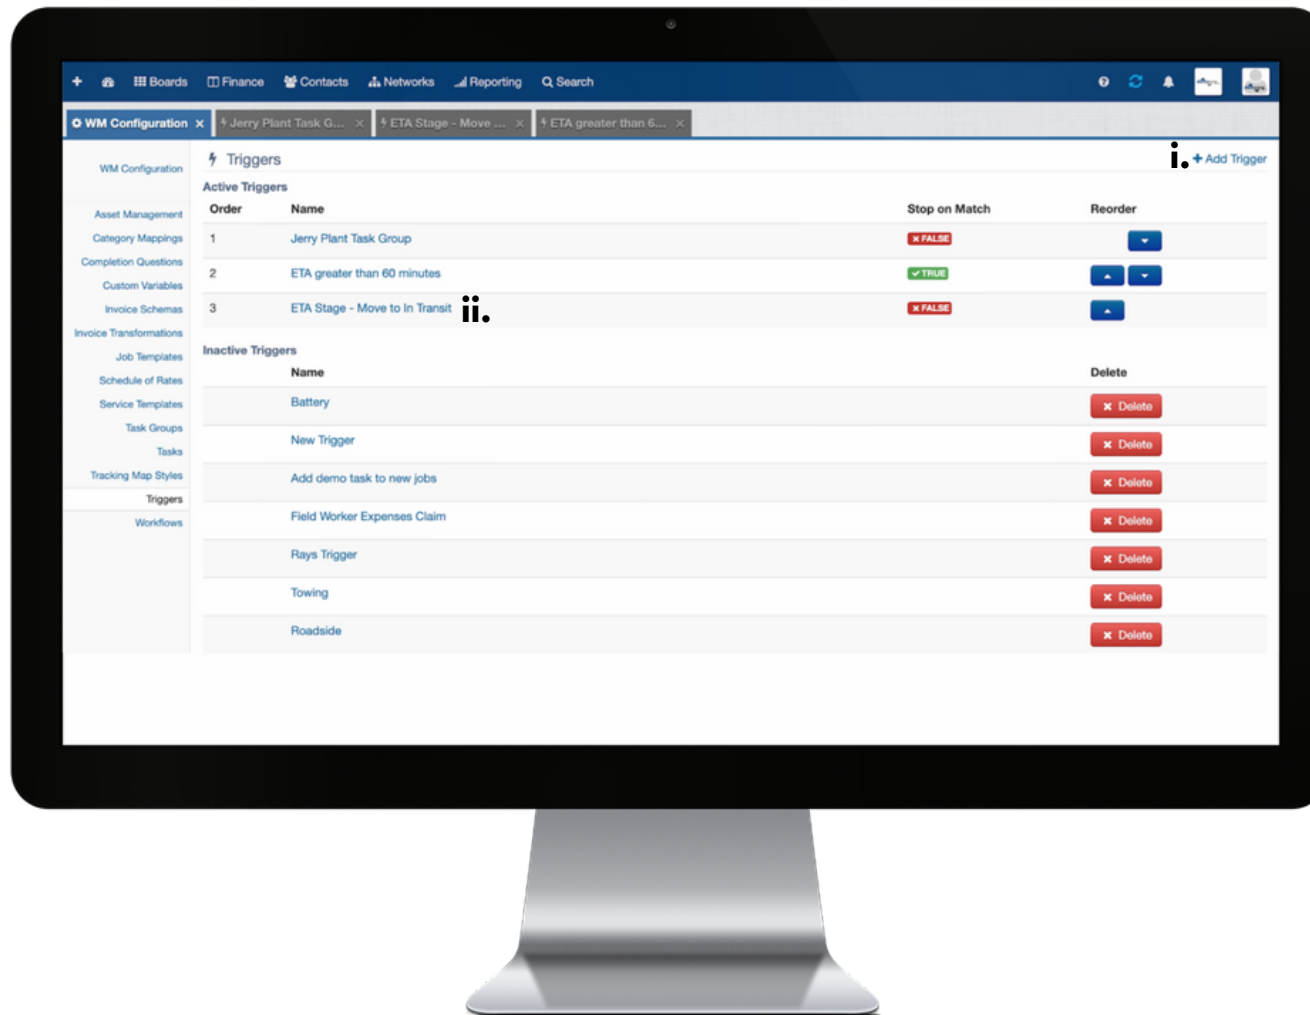 Boards Finance Contacts Networks Reporting Search
WM Configuration × Jerry Plant Task G... × ETA Stage - Move ... × ETA greater than 6... ×
WM Configuration
Asset Management
Category Mappings
Completion Questions
Custom Variables
Invoice Schemas
Invoice Transformations
Job Templates
Schedule of Rates
Service Templates
Task Groups
Tasks
Tracking Map Styles
Triggers
Workflows
Triggers
i. + Add Trigger
Active Triggers
Order Name Stop on Match Reorder
1 Jerry Plant Task Group × FALSE
2 ETA greater than 60 minutes ✓ TRUE
3 ETA Stage - Move to In Transit ii. × FALSE
Inactive Triggers
Name Delete
Battery × Delete
New Trigger × Delete
Add demo task to new jobs × Delete
Field Worker Expenses Claim × Delete
Rays Trigger × Delete
Towing × Delete
Roadside × Delete